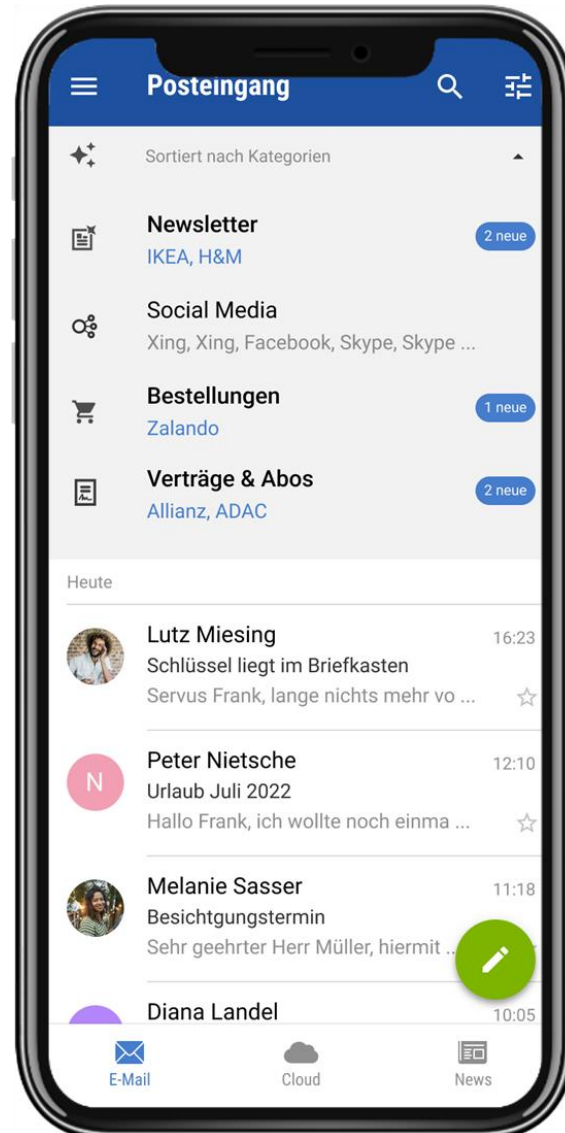 Posteingang
Sortiert nach Kategorien
Newsletter
2 neue
IKEA, H&M
Social Media
Xing, Xing, Facebook, Skype, Skype ...
Bestellungen
1 neue
Zalando
Verträge & Abos
2 neue
Allianz, ADAC
Heute
Lutz Miesing 16:23
Schlüssel liegt im Briefkasten
Servus Frank, lange nichts mehr vo ...
N
Peter Nietsche 12:10
Urlaub Juli 2022
Hallo Frank, ich wollte noch einma ...
Melanie Sasser 11:18
Besichtgungstermin
Sehr geehrter Herr Müller, hiermit ..
Diana Landel 10:05
E-Mail Cloud News